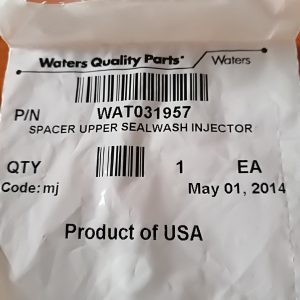 Waters Quality Parts™ Waters
P/N WAT031957
SPACER UPPER SEALWASH INJECTOR
QTY 1 EA
Code:mj May 01, 2014
Product of USA